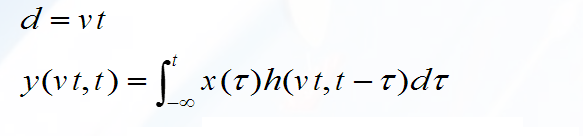 d = vt
y(vt,t) = ∫_{-∞}^{t} x(τ)h(vt,t − τ)dτ